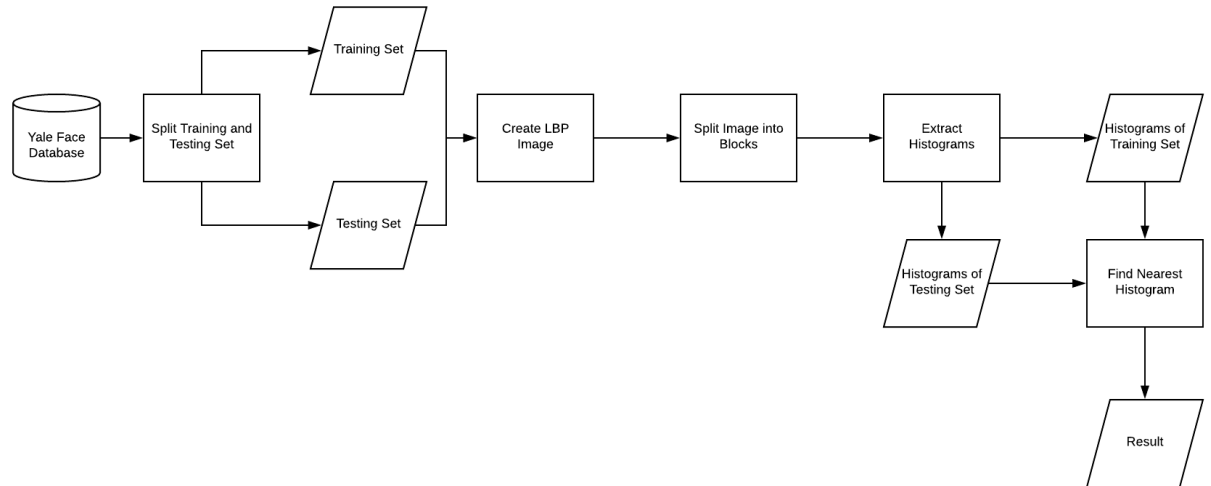 Yale Face
Database
Split Training and
Testing Set
Training Set
Testing Set
Create LBP
Image
Split Image into
Blocks
Extract
Histograms
Histograms of
Training Set
Histograms of
Testing Set
Find Nearest
Histogram
Result